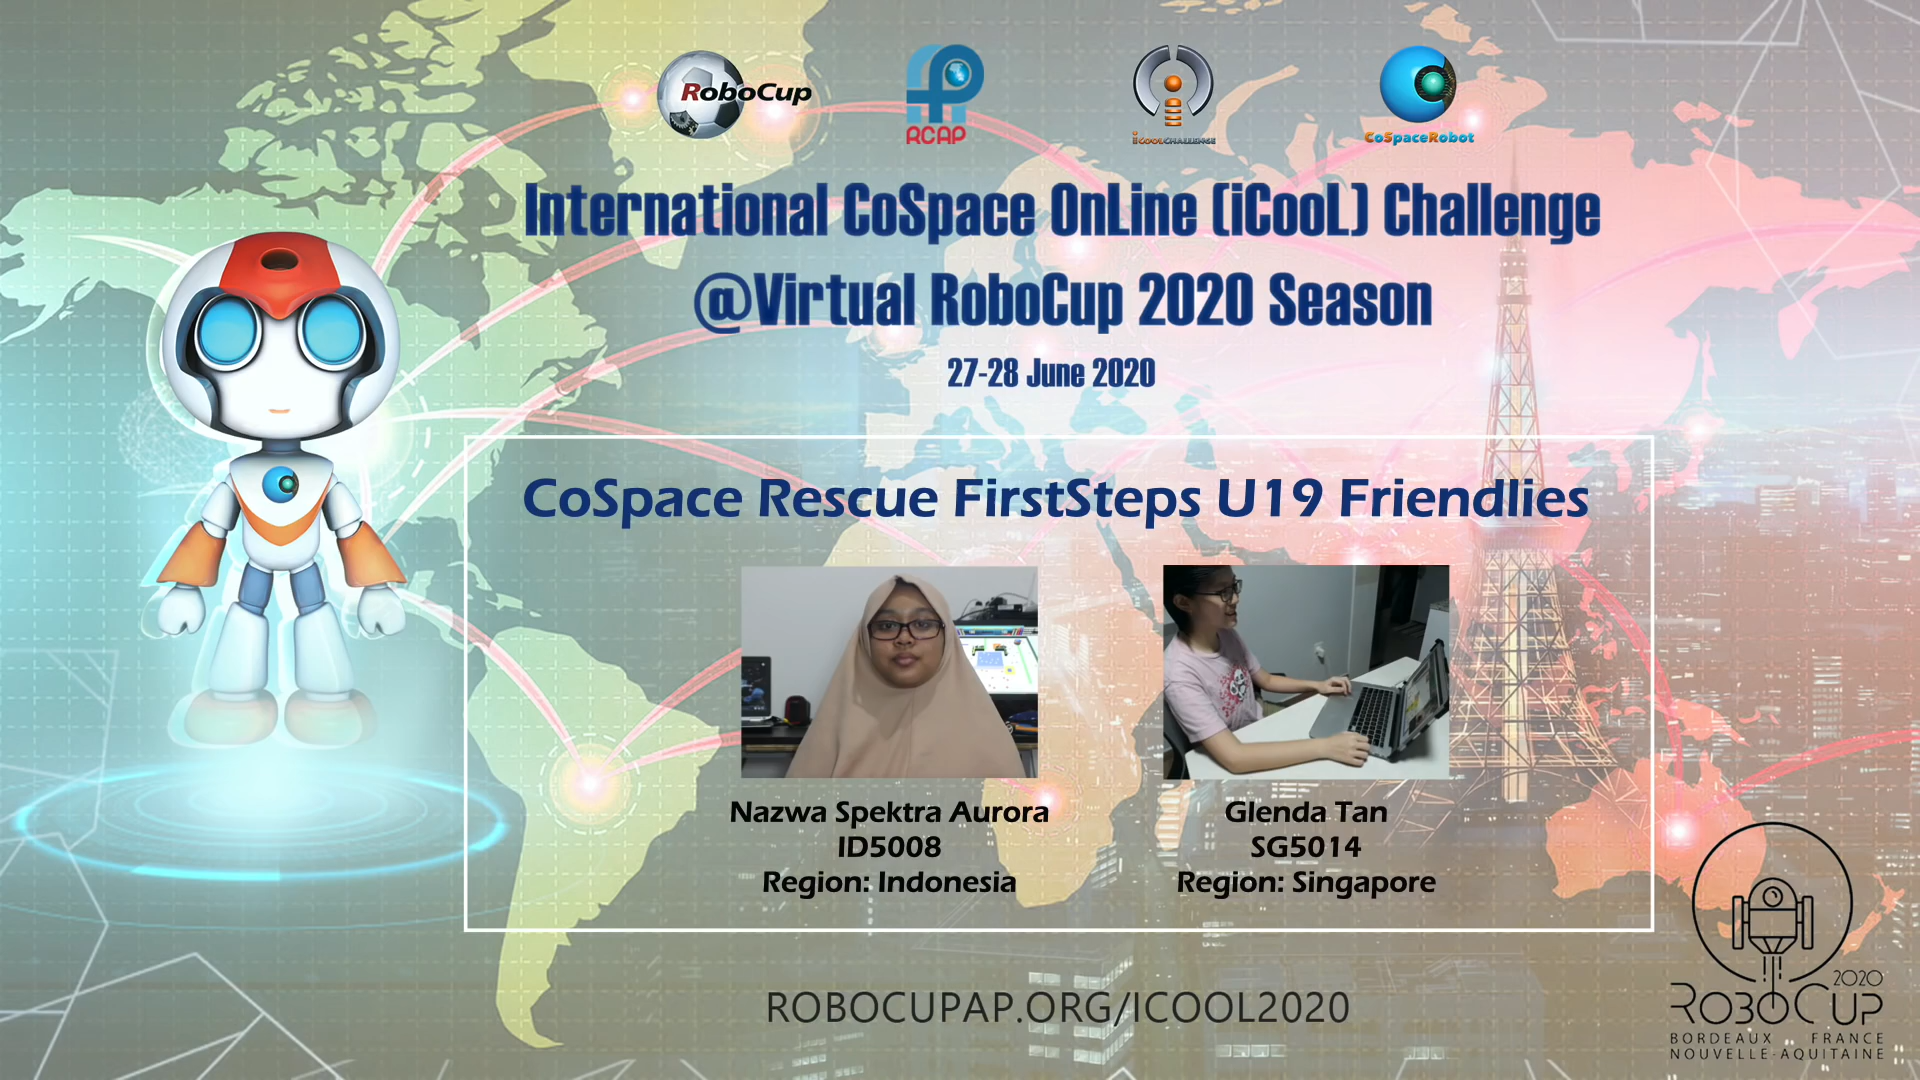 RoboCup
RCAP
iCOOLCHALLENGE
CoSpaceRobot
International CoSpace OnLine (iCooL) Challenge
@Virtual RoboCup 2020 Season
27-28 June 2020
CoSpace Rescue FirstSteps U19 Friendlies
Nazwa Spektra Aurora
ID5008
Region: Indonesia
Glenda Tan
SG5014
Region: Singapore
ROBOCUPAP.ORG/ICOOL2020
2020
ROBOCUP
BORDEAUX FRANCE
NOUVELLE-AQUITAINE